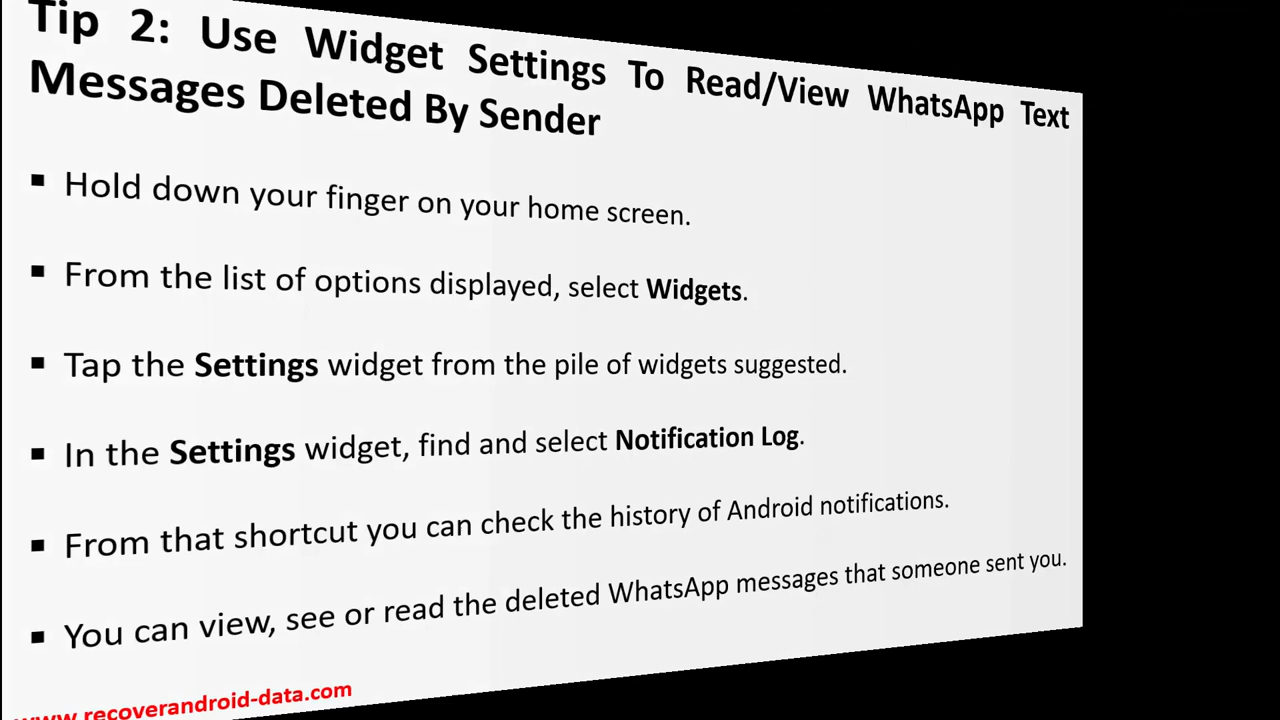 Tip 2: Use Widget Settings To Read/View WhatsApp Text
Messages Deleted By Sender
▪ Hold down your finger on your home screen.
▪ From the list of options displayed, select Widgets.
▪ Tap the Settings widget from the pile of widgets suggested.
▪ In the Settings widget, find and select Notification Log.
▪ From that shortcut you can check the history of Android notifications.
▪ You can view, see or read the deleted WhatsApp messages that someone sent you.
www.recoverandroid-data.com